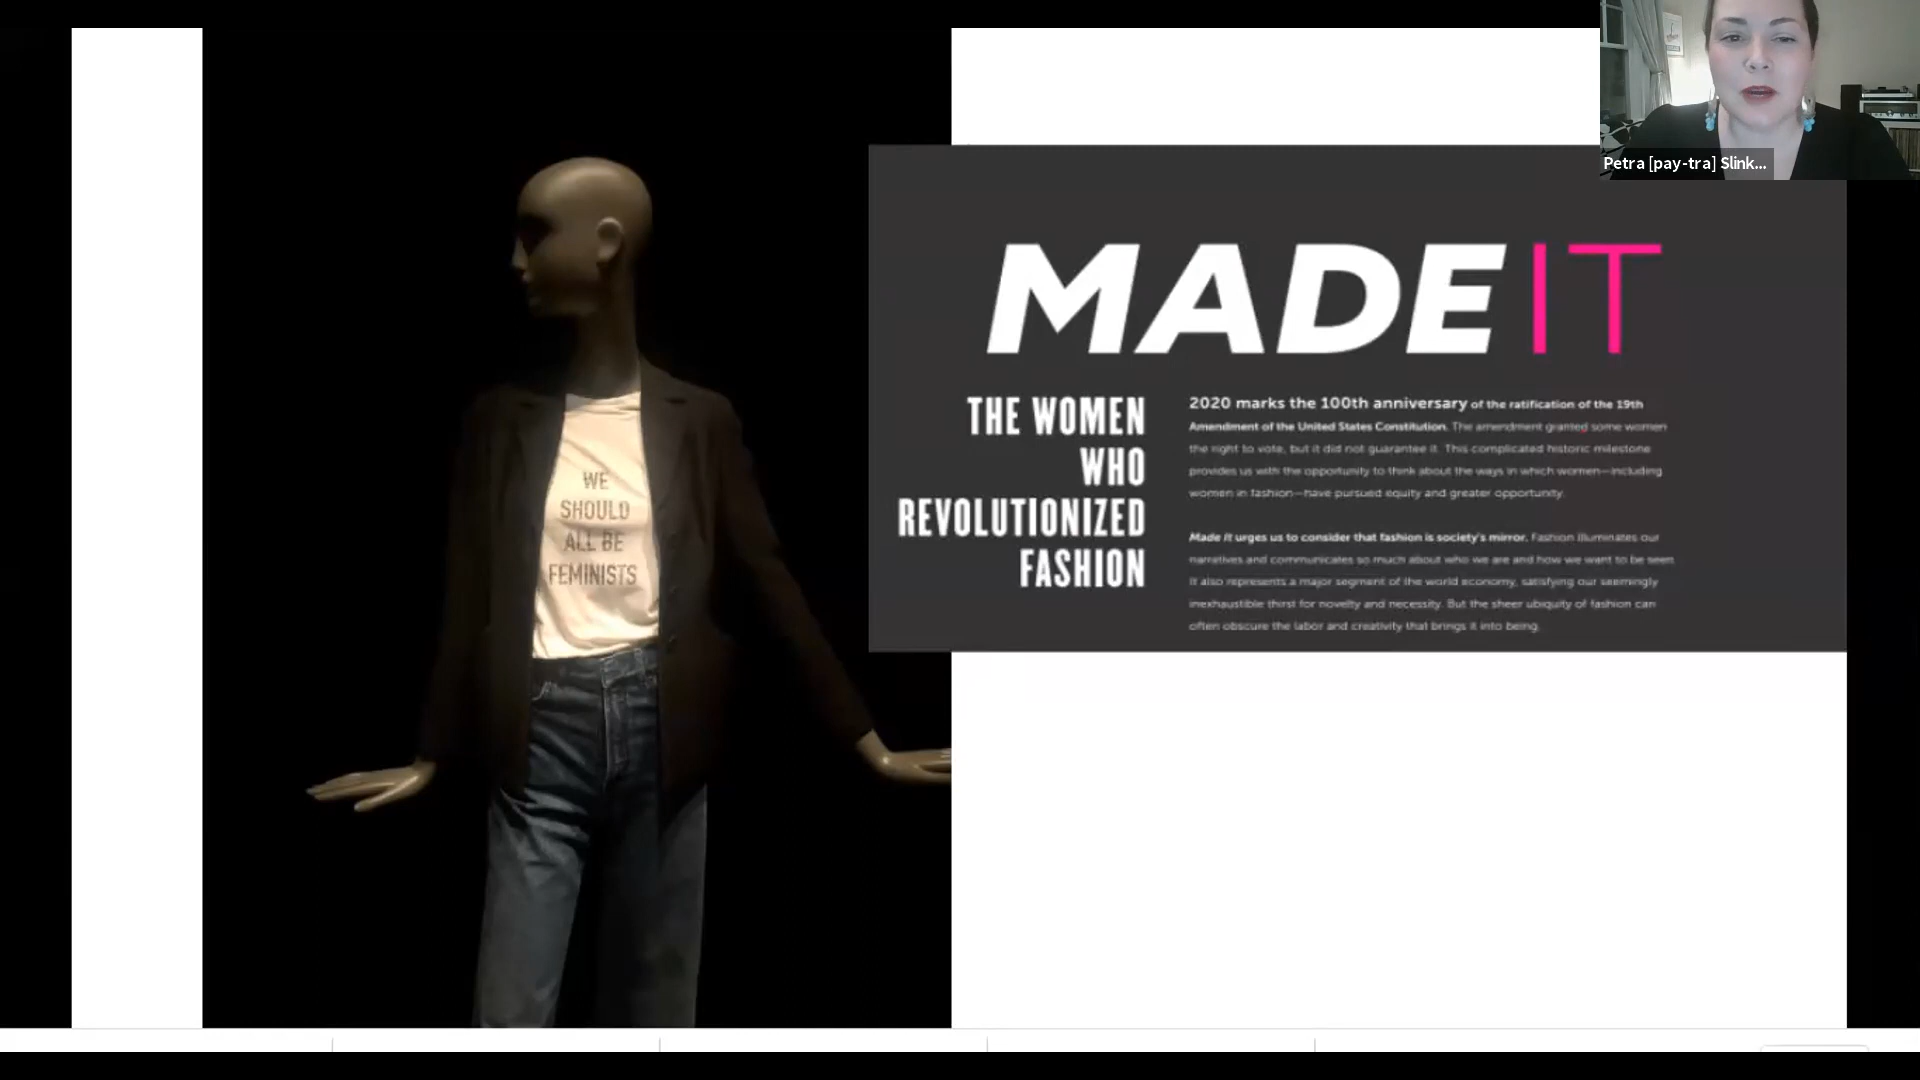 WE
SHOULD
ALL BE
FEMINISTS
MADE IT
THE WOMEN
WHO
REVOLUTIONIZED
FASHION
2020 marks the 100th anniversary of the ratification of the 19th
Amendment of the United States Constitution. The amendment granted some women
the right to vote, but it did not guarantee it. This complicated historic milestone
provides us with the opportunity to think about the ways in which women—including
women in fashion—have pursued equity and greater opportunity.
Made It urges us to consider that fashion is society's mirror. Fashion illuminates our
narratives and communicates so much about who we are and how we want to be seen.
It also represents a major segment of the world economy, satisfying our seemingly
inexhaustible thirst for novelty and necessity. But the sheer ubiquity of fashion can
often obscure the labor and creativity that brings it into being.
Petra [pay-tra] Slink...